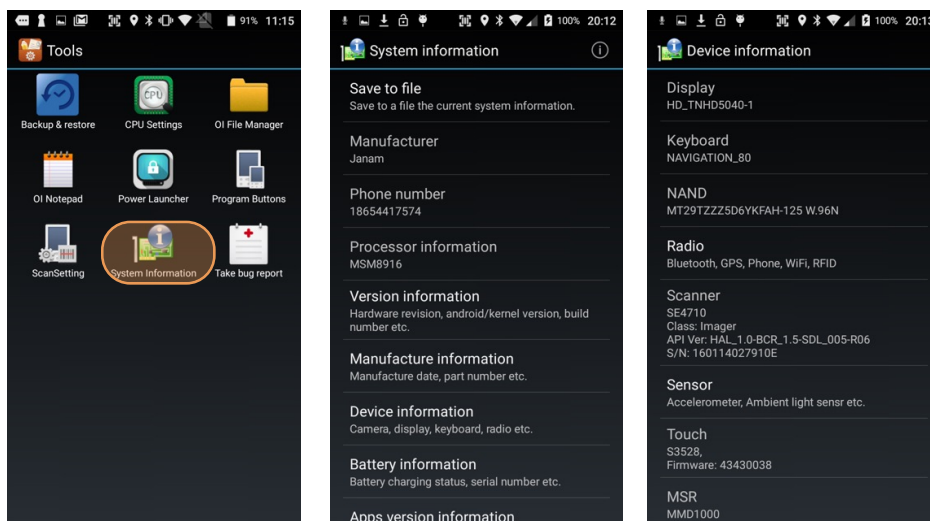 91% 11:15
Tools
Backup & restore
CPU
CPU Settings
OI File Manager
OI Notepad
Power Launcher
Program Buttons
ScanSetting
System Information
Take bug report
100% 20:12
System information
Save to file
Save to a file the current system information.
Manufacturer
Janam
Phone number
18654417574
Processor information
MSM8916
Version information
Hardware revision, android/kernel version, build
number etc.
Manufacture information
Manufacture date, part number etc.
Device information
Camera, display, keyboard, radio etc.
Battery information
Battery charging status, serial number etc.
Apps version information
100% 20:13
Device information
Display
HD_TNHD5040-1
Keyboard
NAVIGATION_80
NAND
MT29TZZZ5D6YKFAH-125 W.96N
Radio
Bluetooth, GPS, Phone, WiFi, RFID
Scanner
SE4710
Class: Imager
API Ver: HAL_1.0-BCR_1.5-SDL_005-R06
S/N: 160114027910E
Sensor
Accelerometer, Ambient light sensr etc.
Touch
S3528,
Firmware: 43430038
MSR
MMD1000